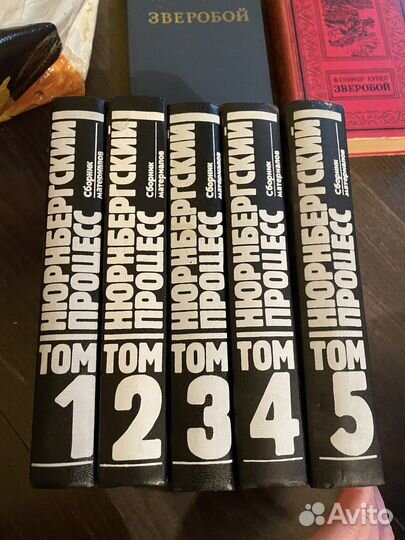 ЗВЕРОБОЙ
ФЕНИМОР КУПЕР
ЗВЕРОБОЙ
НЮРНБЕРГСКИЙ
ПРОЦЕСС
Сборник
материалов
ТОМ
1
НЮРНБЕРГСКИЙ
ПРОЦЕСС
Сборник
материалов
ТОМ
2
НЮРНБЕРГСКИЙ
ПРОЦЕСС
Сборник
материалов
ТОМ
3
НЮРНБЕРГСКИЙ
ПРОЦЕСС
Сборник
материалов
ТОМ
4
НЮРНБЕРГСКИЙ
ПРОЦЕСС
Сборник
материалов
ТОМ
5
Avito